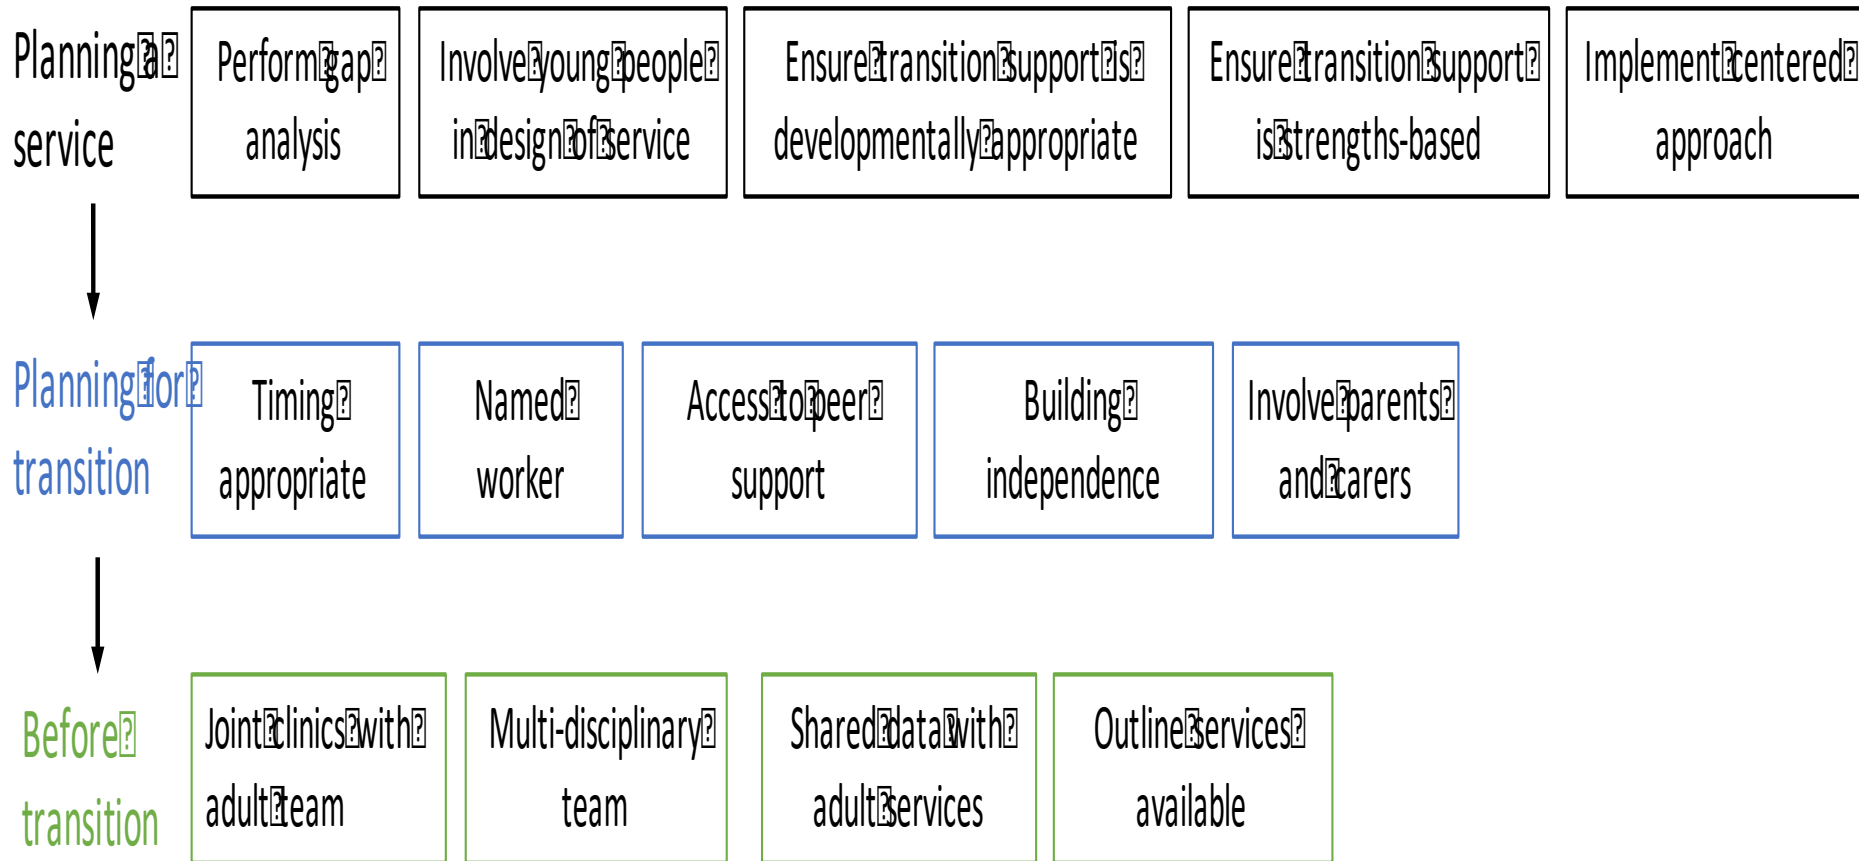 Planning a
service
Perform gap
analysis
Involve young people
in design of service
Ensure transition support is
developmentally appropriate
Ensure transition support
is strengths-based
Implement centered
approach
Planning for
transition
Timing
appropriate
Named
worker
Access to peer
support
Building
independence
Involve parents
and carers
Before
transition
Joint clinics with
adult team
Multi-disciplinary
team
Shared data with
adult services
Outline services
available